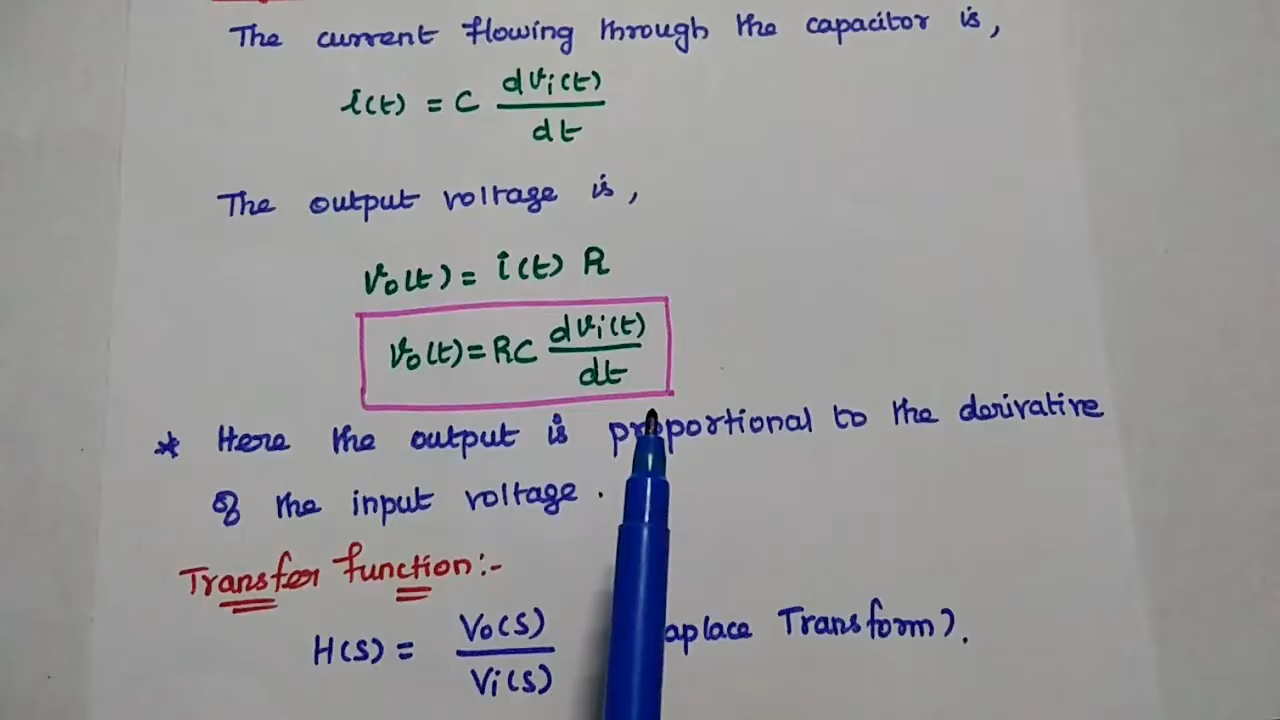 The current flowing through the capacitor is,
i(t) = C dVi(t)/dt
The output voltage is,
Vo(t) = i(t) R
Vo(t) = RC dVi(t)/dt
* Here the output is proportional to the derivative
of the input voltage.
Transfer function:-
H(S) = Vo(S)/Vi(S) Transform).